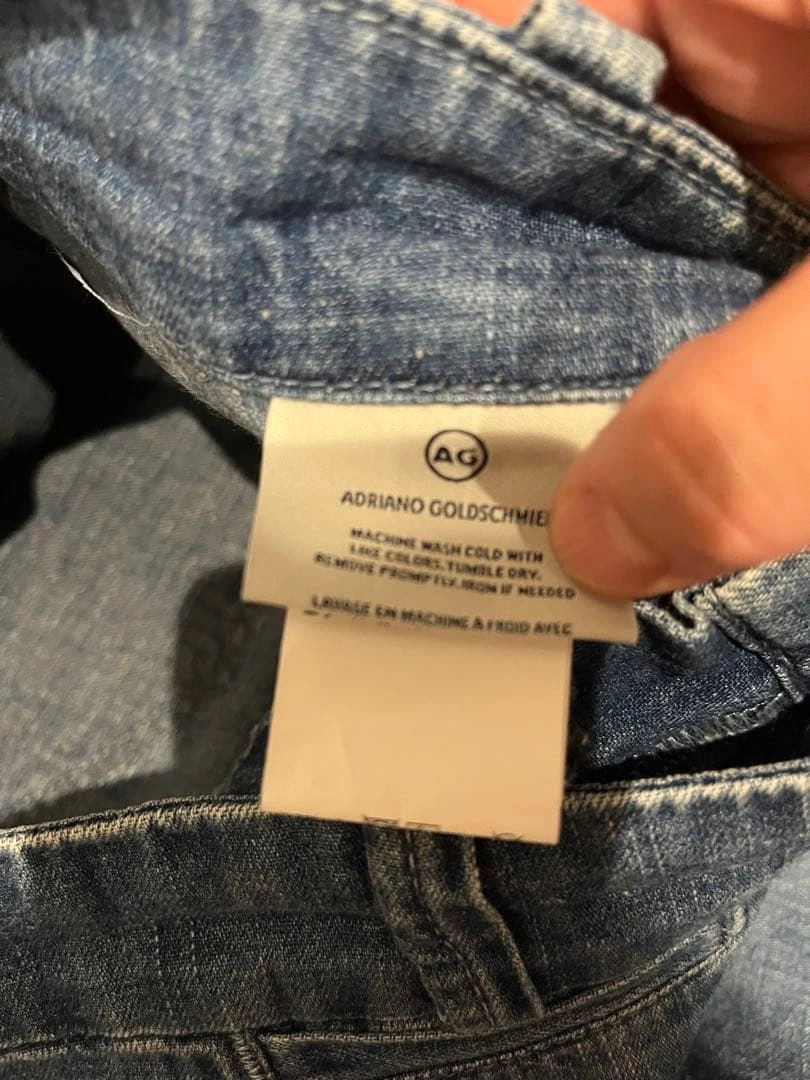 AG
ADRIANO GOLDSCHMIE
MACHINE WASH COLD WITH
LIKE COLORS. TUMBLE DRY.
REMOVE PROMPTLY. IRON IF NEEDED
LAVAGE EN MACHINE À FROID AVEC